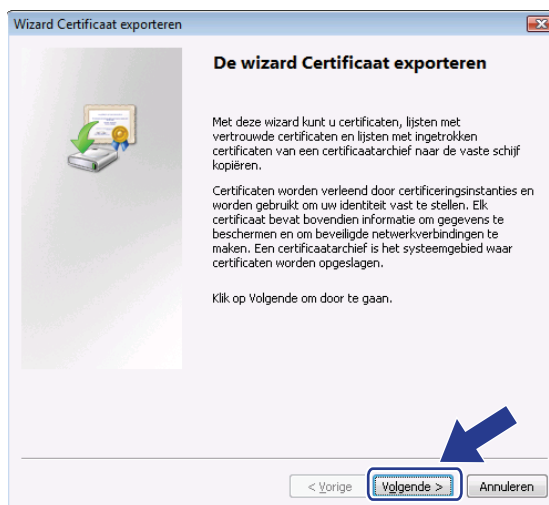 Wizard Certificaat exporteren
De wizard Certificaat exporteren
Met deze wizard kunt u certificaten, lijsten met
vertrouwde certificaten en lijsten met ingetrokken
certificaten van een certificaatarchief naar de vaste schijf
kopiëren.
Certificaten worden verleend door certificeringsinstanties en
worden gebruikt om uw identiteit vast te stellen. Elk
certificaat bevat bovendien informatie om gegevens te
beschermen en om beveiligde netwerkverbindingen te
maken. Een certificaatarchief is het systeemgebied waar
certificaten worden opgeslagen.
Klik op Volgende om door te gaan.
< Vorige Volgende > Annuleren